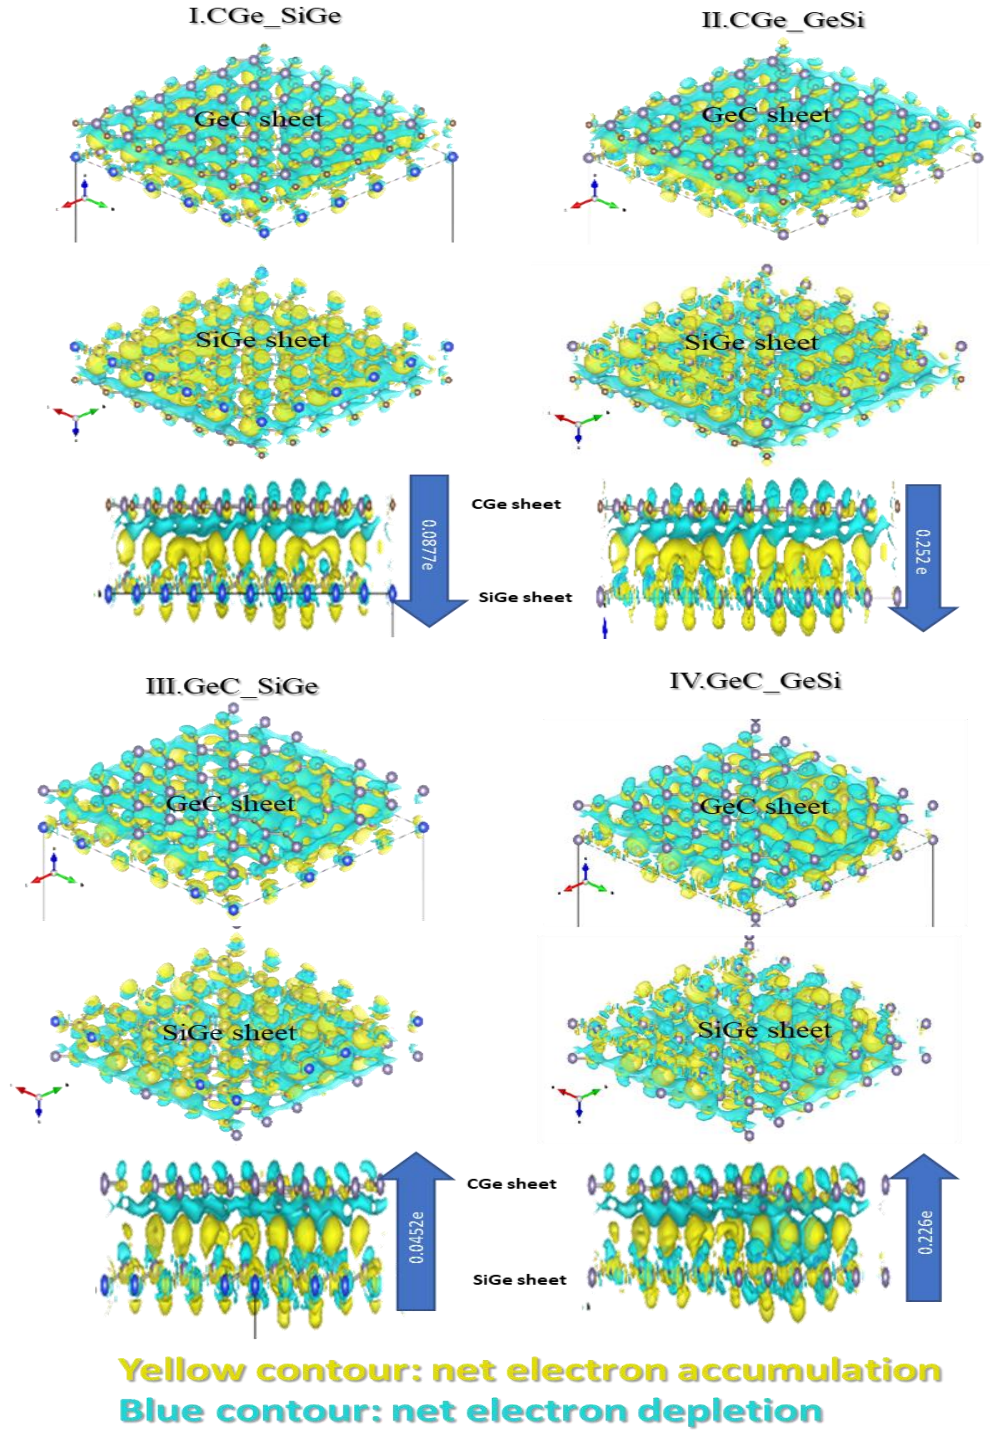 I.CGe_SiGe
II.CGe_GeSi
GeC sheet
GeC sheet
SiGe sheet
SiGe sheet
CGe sheet
SiGe sheet
0.0877e
0.252e
III.GeC_SiGe
IV.GeC_GeSi
GeC sheet
GeC sheet
SiGe sheet
SiGe sheet
CGe sheet
SiGe sheet
0.0452e
0.226e
Yellow contour: net electron accumulation
Blue contour: net electron depletion